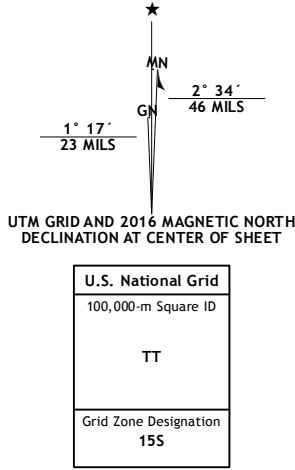 ★
MN
GN
2° 34´
46 MILS
1° 17´
23 MILS
UTM GRID AND 2016 MAGNETIC NORTH
DECLINATION AT CENTER OF SHEET
U.S. National Grid
100,000-m Square ID
TT
Grid Zone Designation
15S